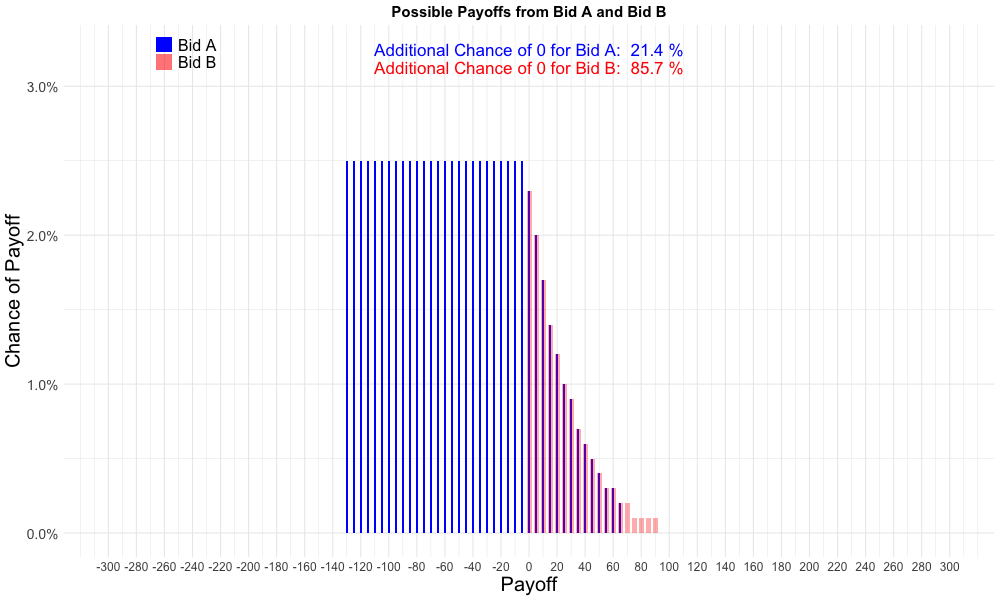 Possible Payoffs from Bid A and Bid B
Bid A
Bid B
Additional Chance of 0 for Bid A: 21.4 %
Additional Chance of 0 for Bid B: 85.7 %
Chance of Payoff
3.0%
2.0%
1.0%
0.0%
-300 -280 -260 -240 -220 -200 -180 -160 -140 -120 -100 -80 -60 -40 -20 0 20 40 60 80 100 120 140 160 180 200 220 240 260 280 300
Payoff